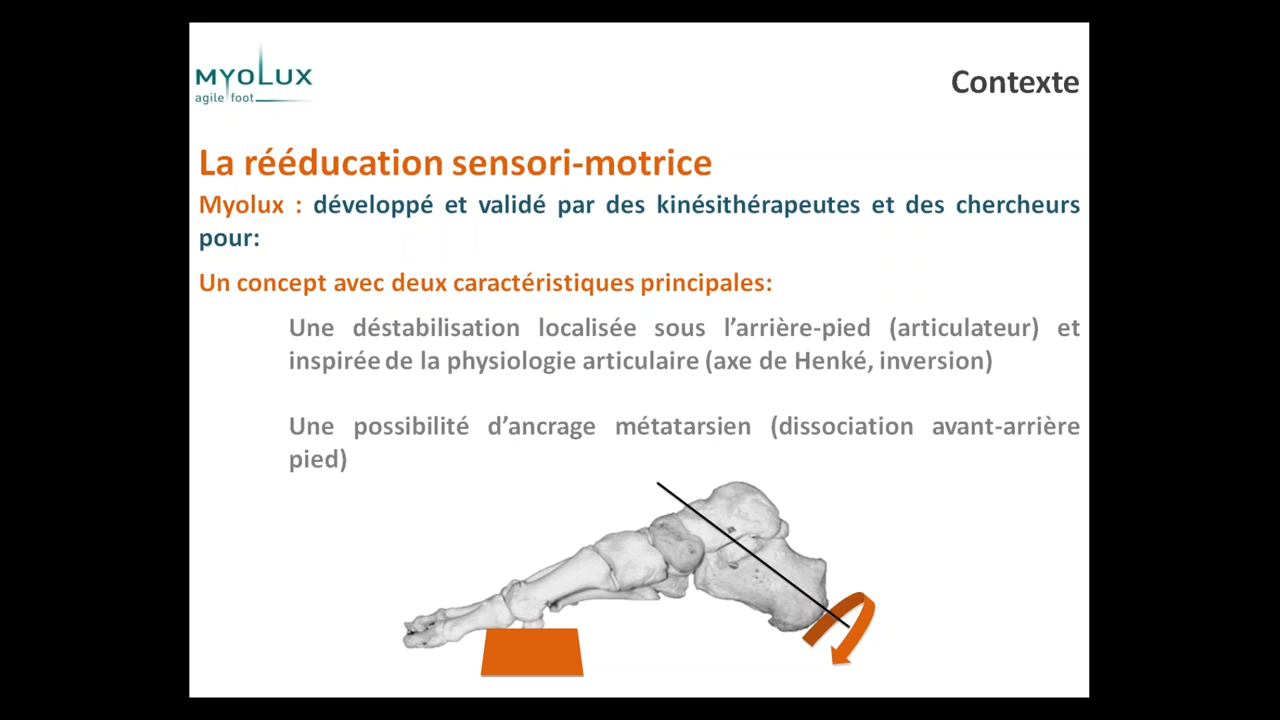 MYOLUX
agile foot
Contexte
La rééducation sensori-motrice
Myolux : développé et validé par des kinésithérapeutes et des chercheurs
pour:
Un concept avec deux caractéristiques principales:
Une déstabilisation localisée sous l’arrière-pied (articulateur) et
inspirée de la physiologie articulaire (axe de Henké, inversion)
Une possibilité d’ancrage métatarsien (dissociation avant-arrière
pied)